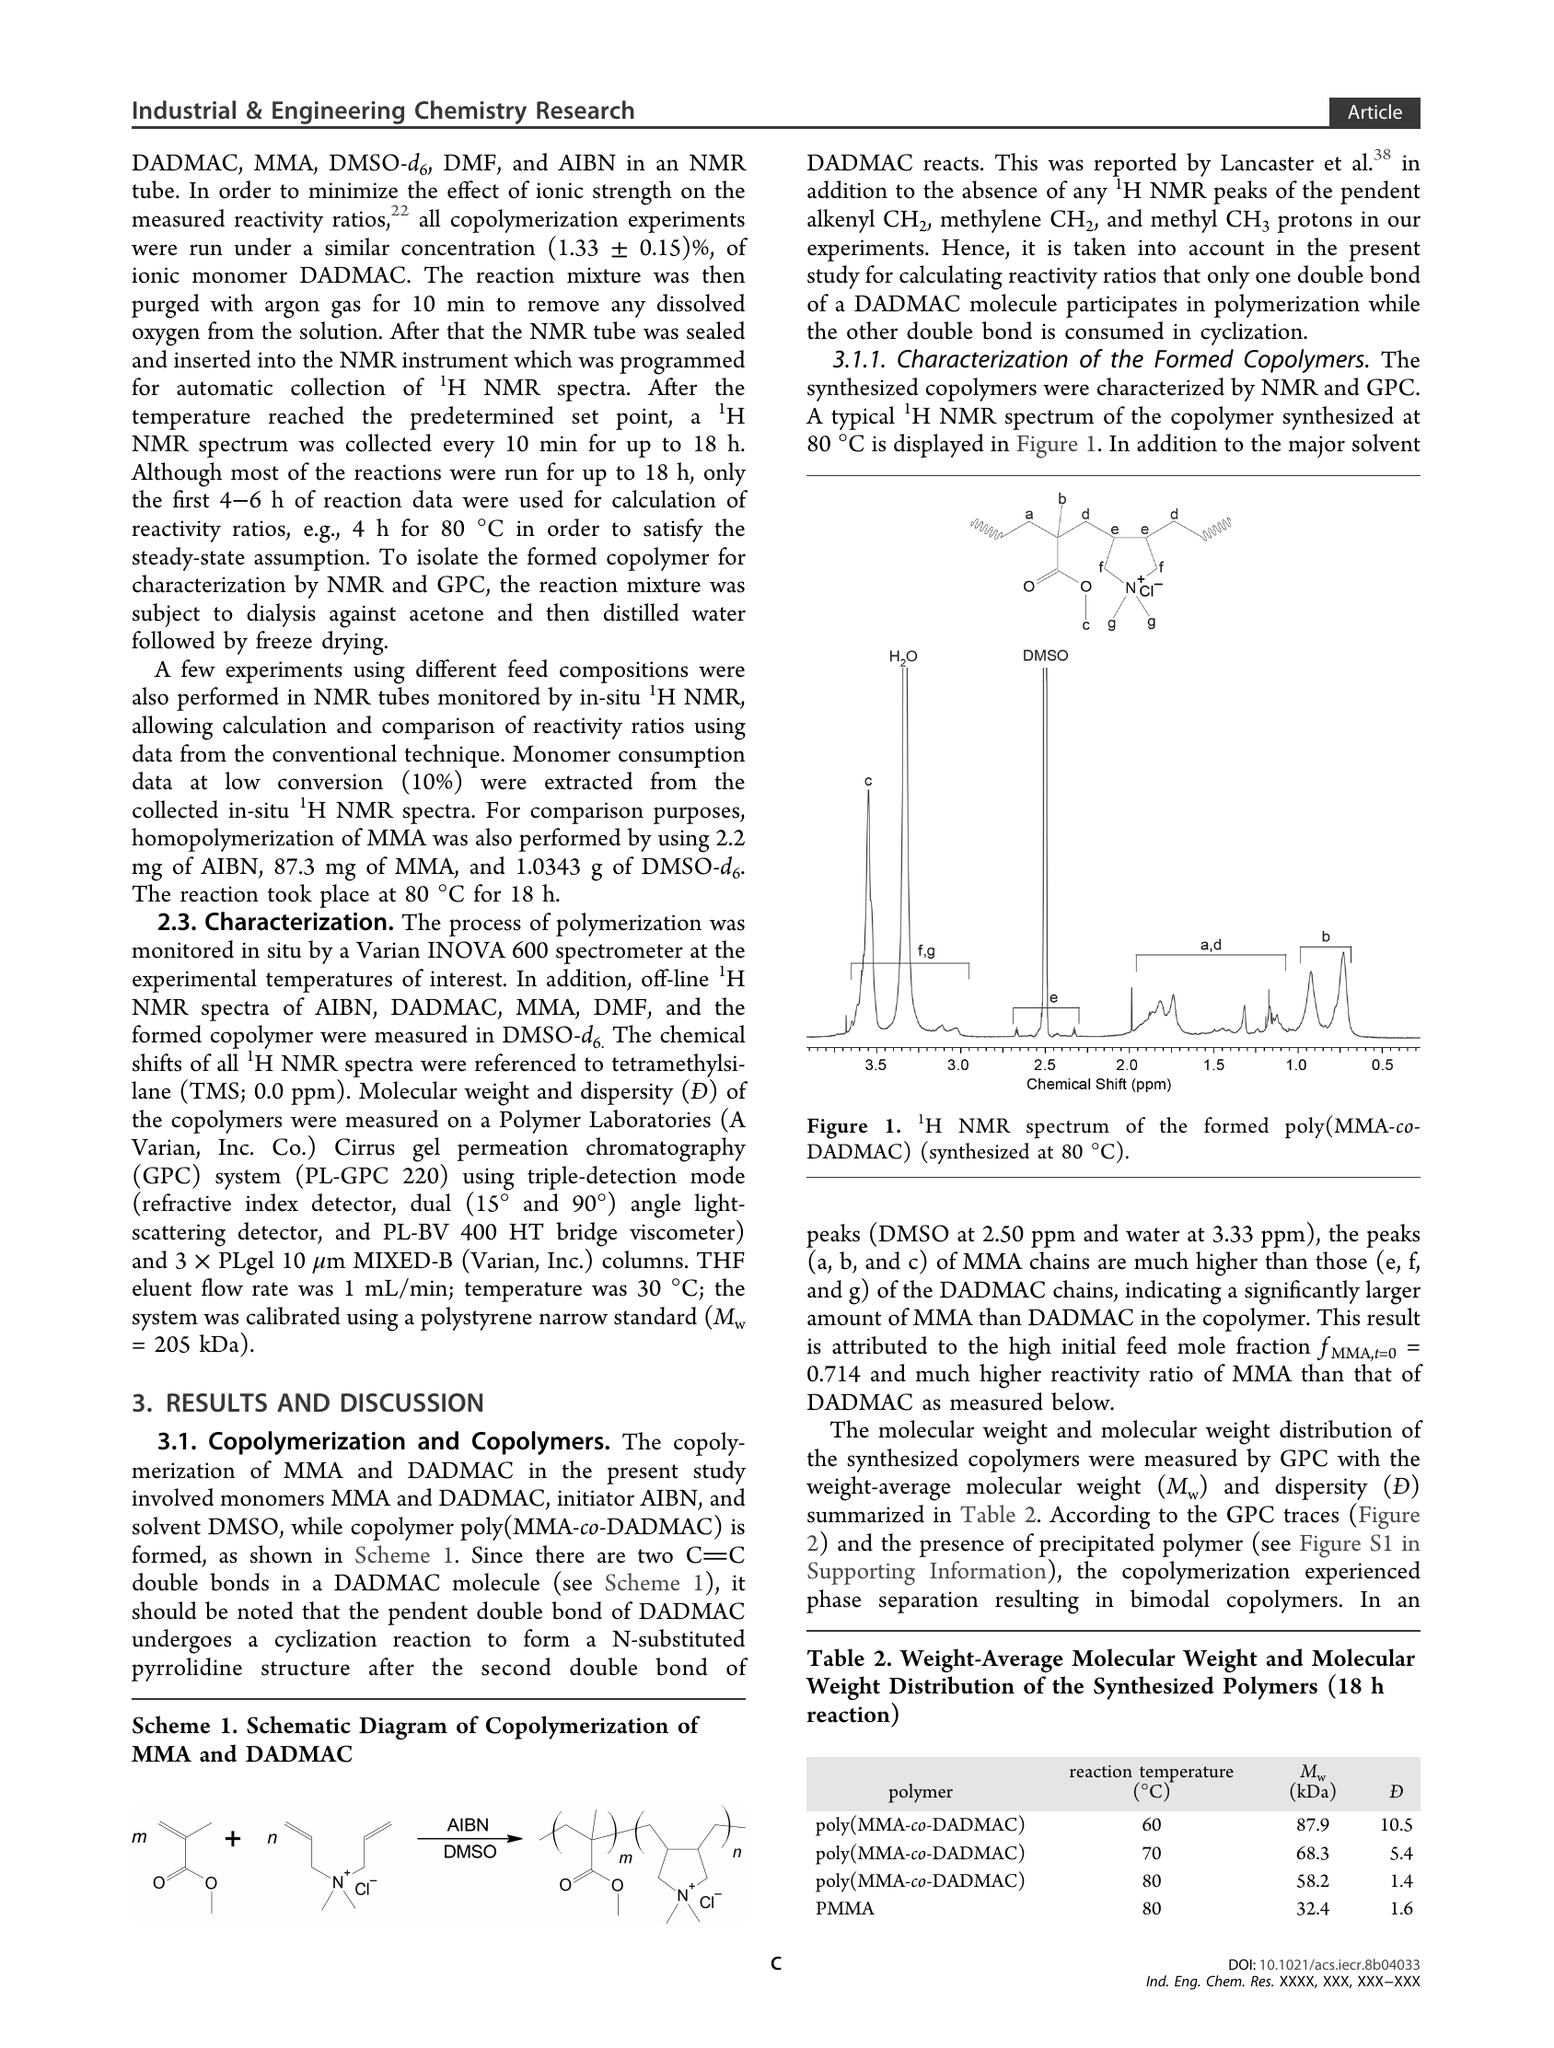 Industrial & Engineering Chemistry Research
Article
DADMAC, MMA, DMSO-d6, DMF, and AIBN in an NMR
tube. In order to minimize the effect of ionic strength on the
measured reactivity ratios,22 all copolymerization experiments
were run under a similar concentration (1.33 ± 0.15)%, of
ionic monomer DADMAC. The reaction mixture was then
purged with argon gas for 10 min to remove any dissolved
oxygen from the solution. After that the NMR tube was sealed
and inserted into the NMR instrument which was programmed
for automatic collection of 1H NMR spectra. After the
temperature reached the predetermined set point, a 1H
NMR spectrum was collected every 10 min for up to 18 h.
Although most of the reactions were run for up to 18 h, only
the first 4−6 h of reaction data were used for calculation of
reactivity ratios, e.g., 4 h for 80 °C in order to satisfy the
steady-state assumption. To isolate the formed copolymer for
characterization by NMR and GPC, the reaction mixture was
subject to dialysis against acetone and then distilled water
followed by freeze drying.
A few experiments using different feed compositions were
also performed in NMR tubes monitored by in-situ 1H NMR,
allowing calculation and comparison of reactivity ratios using
data from the conventional technique. Monomer consumption
data at low conversion (10%) were extracted from the
collected in-situ 1H NMR spectra. For comparison purposes,
homopolymerization of MMA was also performed by using 2.2
mg of AIBN, 87.3 mg of MMA, and 1.0343 g of DMSO-d6.
The reaction took place at 80 °C for 18 h.
2.3. Characterization. The process of polymerization was
monitored in situ by a Varian INOVA 600 spectrometer at the
experimental temperatures of interest. In addition, off-line 1H
NMR spectra of AIBN, DADMAC, MMA, DMF, and the
formed copolymer were measured in DMSO-d6. The chemical
shifts of all 1H NMR spectra were referenced to tetramethylsi-
lane (TMS; 0.0 ppm). Molecular weight and dispersity (Đ) of
the copolymers were measured on a Polymer Laboratories (A
Varian, Inc. Co.) Cirrus gel permeation chromatography
(GPC) system (PL-GPC 220) using triple-detection mode
(refractive index detector, dual (15° and 90°) angle light-
scattering detector, and PL-BV 400 HT bridge viscometer)
and 3 × PLgel 10 μm MIXED-B (Varian, Inc.) columns. THF
eluent flow rate was 1 mL/min; temperature was 30 °C; the
system was calibrated using a polystyrene narrow standard (Mw
= 205 kDa).
3. RESULTS AND DISCUSSION
3.1. Copolymerization and Copolymers. The copoly-
merization of MMA and DADMAC in the present study
involved monomers MMA and DADMAC, initiator AIBN, and
solvent DMSO, while copolymer poly(MMA-co-DADMAC) is
formed, as shown in Scheme 1. Since there are two C═C
double bonds in a DADMAC molecule (see Scheme 1), it
should be noted that the pendent double bond of DADMAC
undergoes a cyclization reaction to form a N-substituted
pyrrolidine structure after the second double bond of
Scheme 1. Schematic Diagram of Copolymerization of
MMA and DADMAC
m + n AIBN DMSO m n
O O N+ Cl− O O N+ Cl−
DADMAC reacts. This was reported by Lancaster et al.38 in
addition to the absence of any 1H NMR peaks of the pendent
alkenyl CH2, methylene CH2, and methyl CH3 protons in our
experiments. Hence, it is taken into account in the present
study for calculating reactivity ratios that only one double bond
of a DADMAC molecule participates in polymerization while
the other double bond is consumed in cyclization.
3.1.1. Characterization of the Formed Copolymers. The
synthesized copolymers were characterized by NMR and GPC.
A typical 1H NMR spectrum of the copolymer synthesized at
80 °C is displayed in Figure 1. In addition to the major solvent
b
a d d
e e
f f
O O N+ Cl−
c g g
H2O DMSO
c
b
f,g a,d
e
3.5 3.0 2.5 2.0 1.5 1.0 0.5
Chemical Shift (ppm)
Figure 1. 1H NMR spectrum of the formed poly(MMA-co-
DADMAC) (synthesized at 80 °C).
peaks (DMSO at 2.50 ppm and water at 3.33 ppm), the peaks
(a, b, and c) of MMA chains are much higher than those (e, f,
and g) of the DADMAC chains, indicating a significantly larger
amount of MMA than DADMAC in the copolymer. This result
is attributed to the high initial feed mole fraction fMMA,t=0 =
0.714 and much higher reactivity ratio of MMA than that of
DADMAC as measured below.
The molecular weight and molecular weight distribution of
the synthesized copolymers were measured by GPC with the
weight-average molecular weight (Mw) and dispersity (Đ)
summarized in Table 2. According to the GPC traces (Figure
2) and the presence of precipitated polymer (see Figure S1 in
Supporting Information), the copolymerization experienced
phase separation resulting in bimodal copolymers. In an
Table 2. Weight-Average Molecular Weight and Molecular
Weight Distribution of the Synthesized Polymers (18 h
reaction)
polymer reaction temperature (°C) Mw (kDa) Đ
poly(MMA-co-DADMAC) 60 87.9 10.5
poly(MMA-co-DADMAC) 70 68.3 5.4
poly(MMA-co-DADMAC) 80 58.2 1.4
PMMA 80 32.4 1.6
C
DOI: 10.1021/acs.iecr.8b04033
Ind. Eng. Chem. Res. XXXX, XXX, XXX−XXX